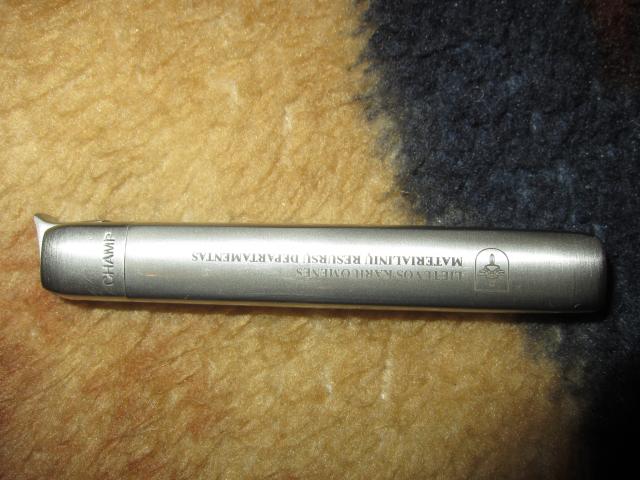 CHAMP
LIETUVOS KARIUOMENĖS
MATERIALINIŲ RESURSŲ DEPARTAMENTAS